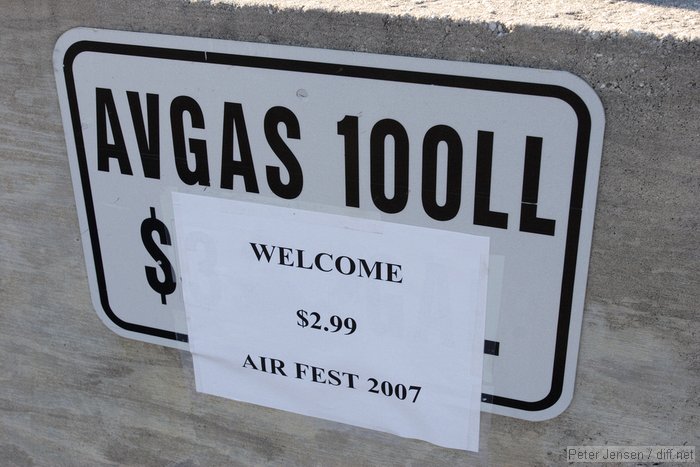 AVGAS 100LL
$
WELCOME
$2.99
AIR FEST 2007
Peter Jensen / diff.net